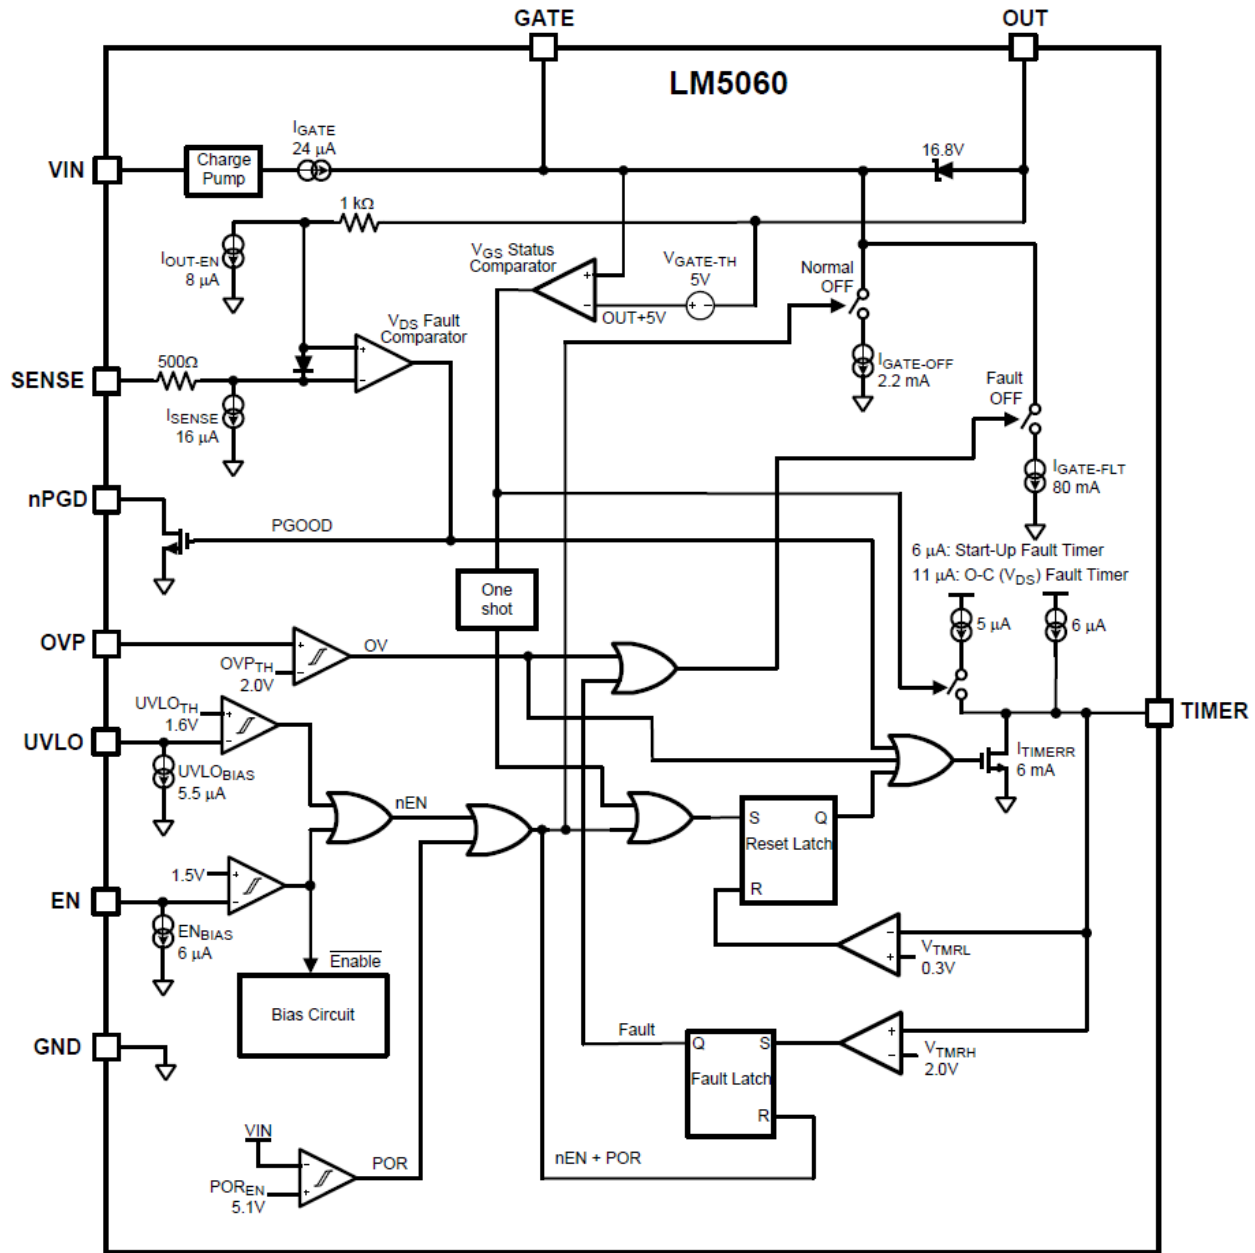 GATE
OUT
LM5060
VIN
Charge
Pump
IGATE
24 µA
16.8V
1 kΩ
IOUT-EN
8 µA
VGS Status
Comparator
+
−
VGATE-TH
5V
+ −
OUT+5V
Normal
OFF
IGATE-OFF
2.2 mA
VDS Fault
Comparator
+
−
SENSE
500Ω
ISENSE
16 µA
Fault
OFF
IGATE-FLT
80 mA
nPGD
PGOOD
6 µA: Start-Up Fault Timer
11 µA: O-C (VDS) Fault Timer
5 µA
6 µA
One
shot
OVP
+
−
OVPTH
2.0V
OV
UVLOTH
1.6V
+
−
UVLO
UVLOBIAS
5.5 µA
TIMER
ITIMERR
6 mA
nEN
S
Q
Reset Latch
R
1.5V
+
−
EN
ENBIAS
6 µA
Enable
Bias Circuit
−
+
VTMRL
0.3V
GND
Fault
Q
S
Fault Latch
R
+
−
VTMRH
2.0V
VIN
−
+
POREN
5.1V
POR
nEN + POR